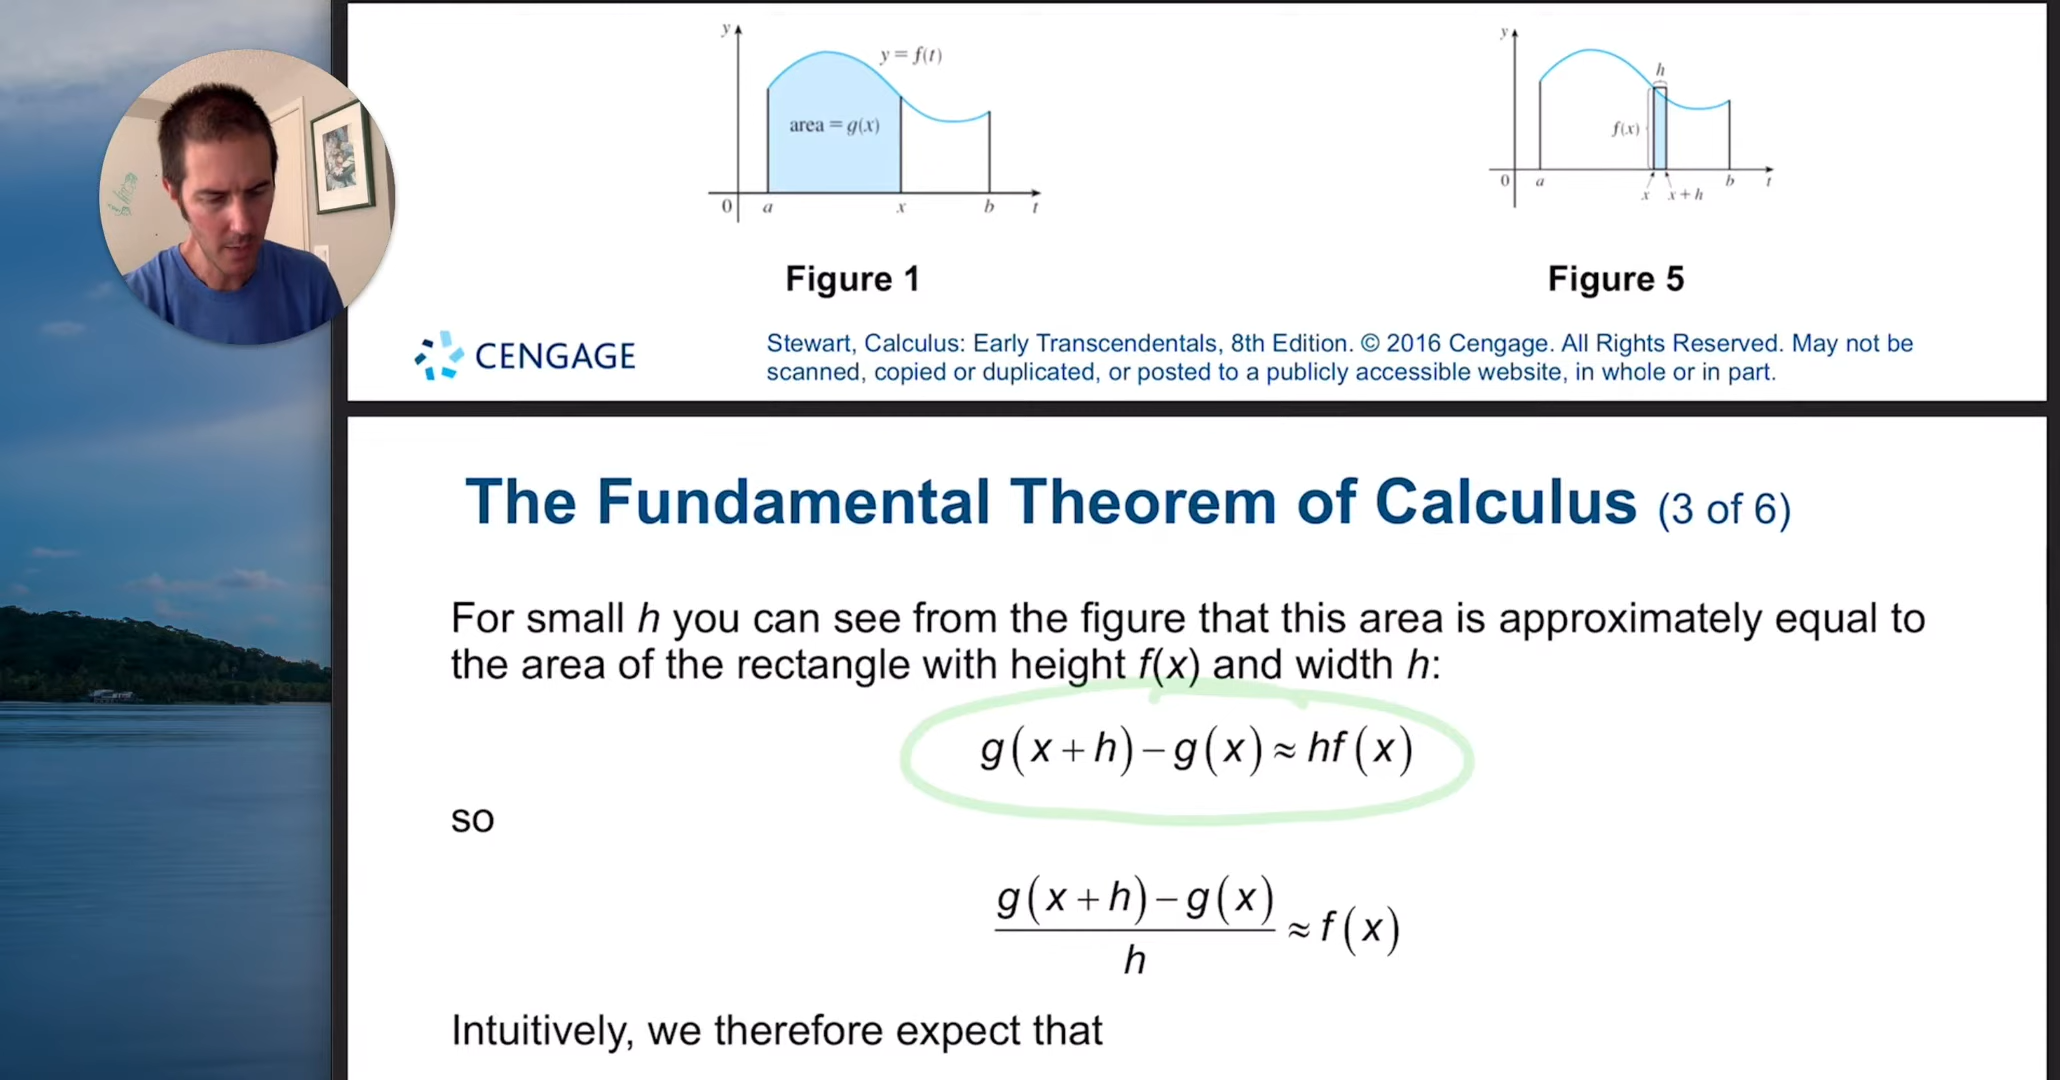 y
y = f(t)
area = g(x)
0
a
x
b
t
Figure 1
y
h
f(x)
0
a
x
x + h
b
t
Figure 5
CENGAGE
Stewart, Calculus: Early Transcendentals, 8th Edition. © 2016 Cengage. All Rights Reserved. May not be
scanned, copied or duplicated, or posted to a publicly accessible website, in whole or in part.
The Fundamental Theorem of Calculus (3 of 6)
For small h you can see from the figure that this area is approximately equal to
the area of the rectangle with height f(x) and width h:
g(x+h)−g(x)≈hf(x)
so
g(x+h)−g(x)
h
≈f(x)
Intuitively, we therefore expect that